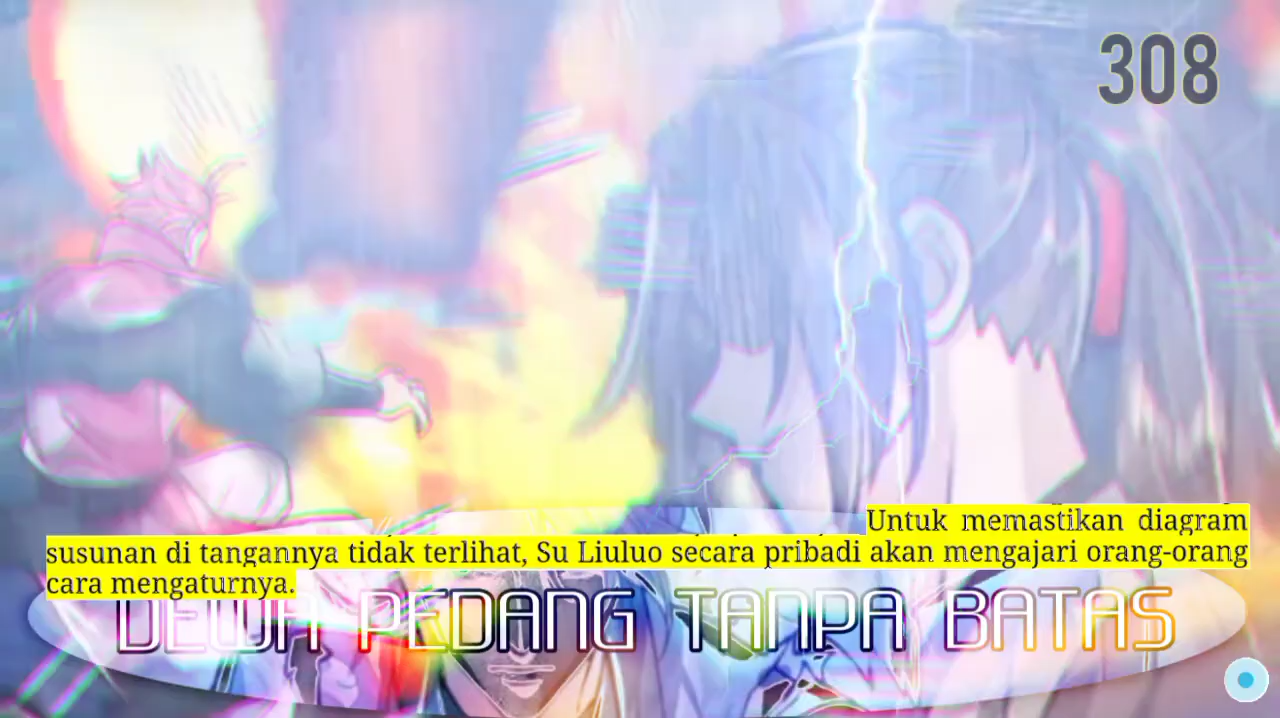 308
Untuk memastikan diagram
susunan di tangannya tidak terlihat, Su Liuluo secara pribadi akan mengajari orang-orang
cara mengaturnya.
DEWA PEDANG TANPA BATAS